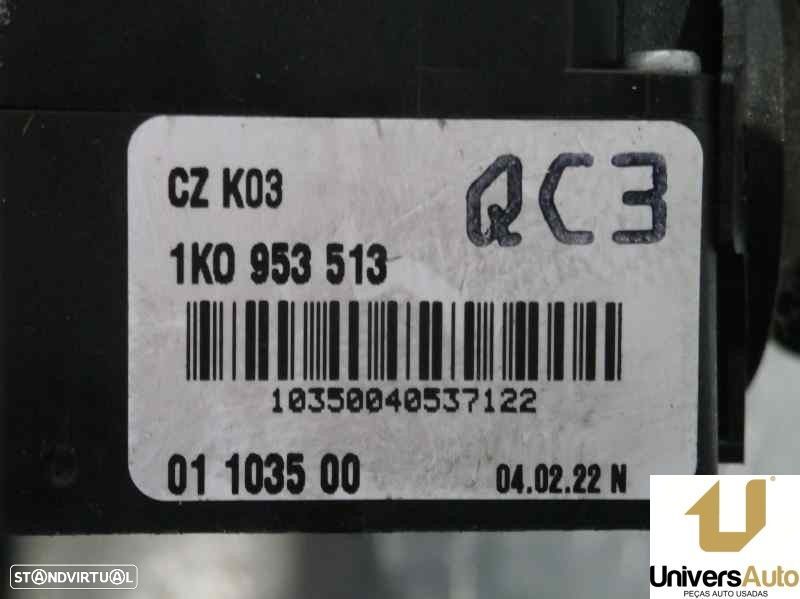 CZ K03
QC3
1K0 953 513
10350040537122
01 1035 00
04.02.22 N
STANDVIRTUAL
UniversAuto
PEÇAS AUTO USADAS